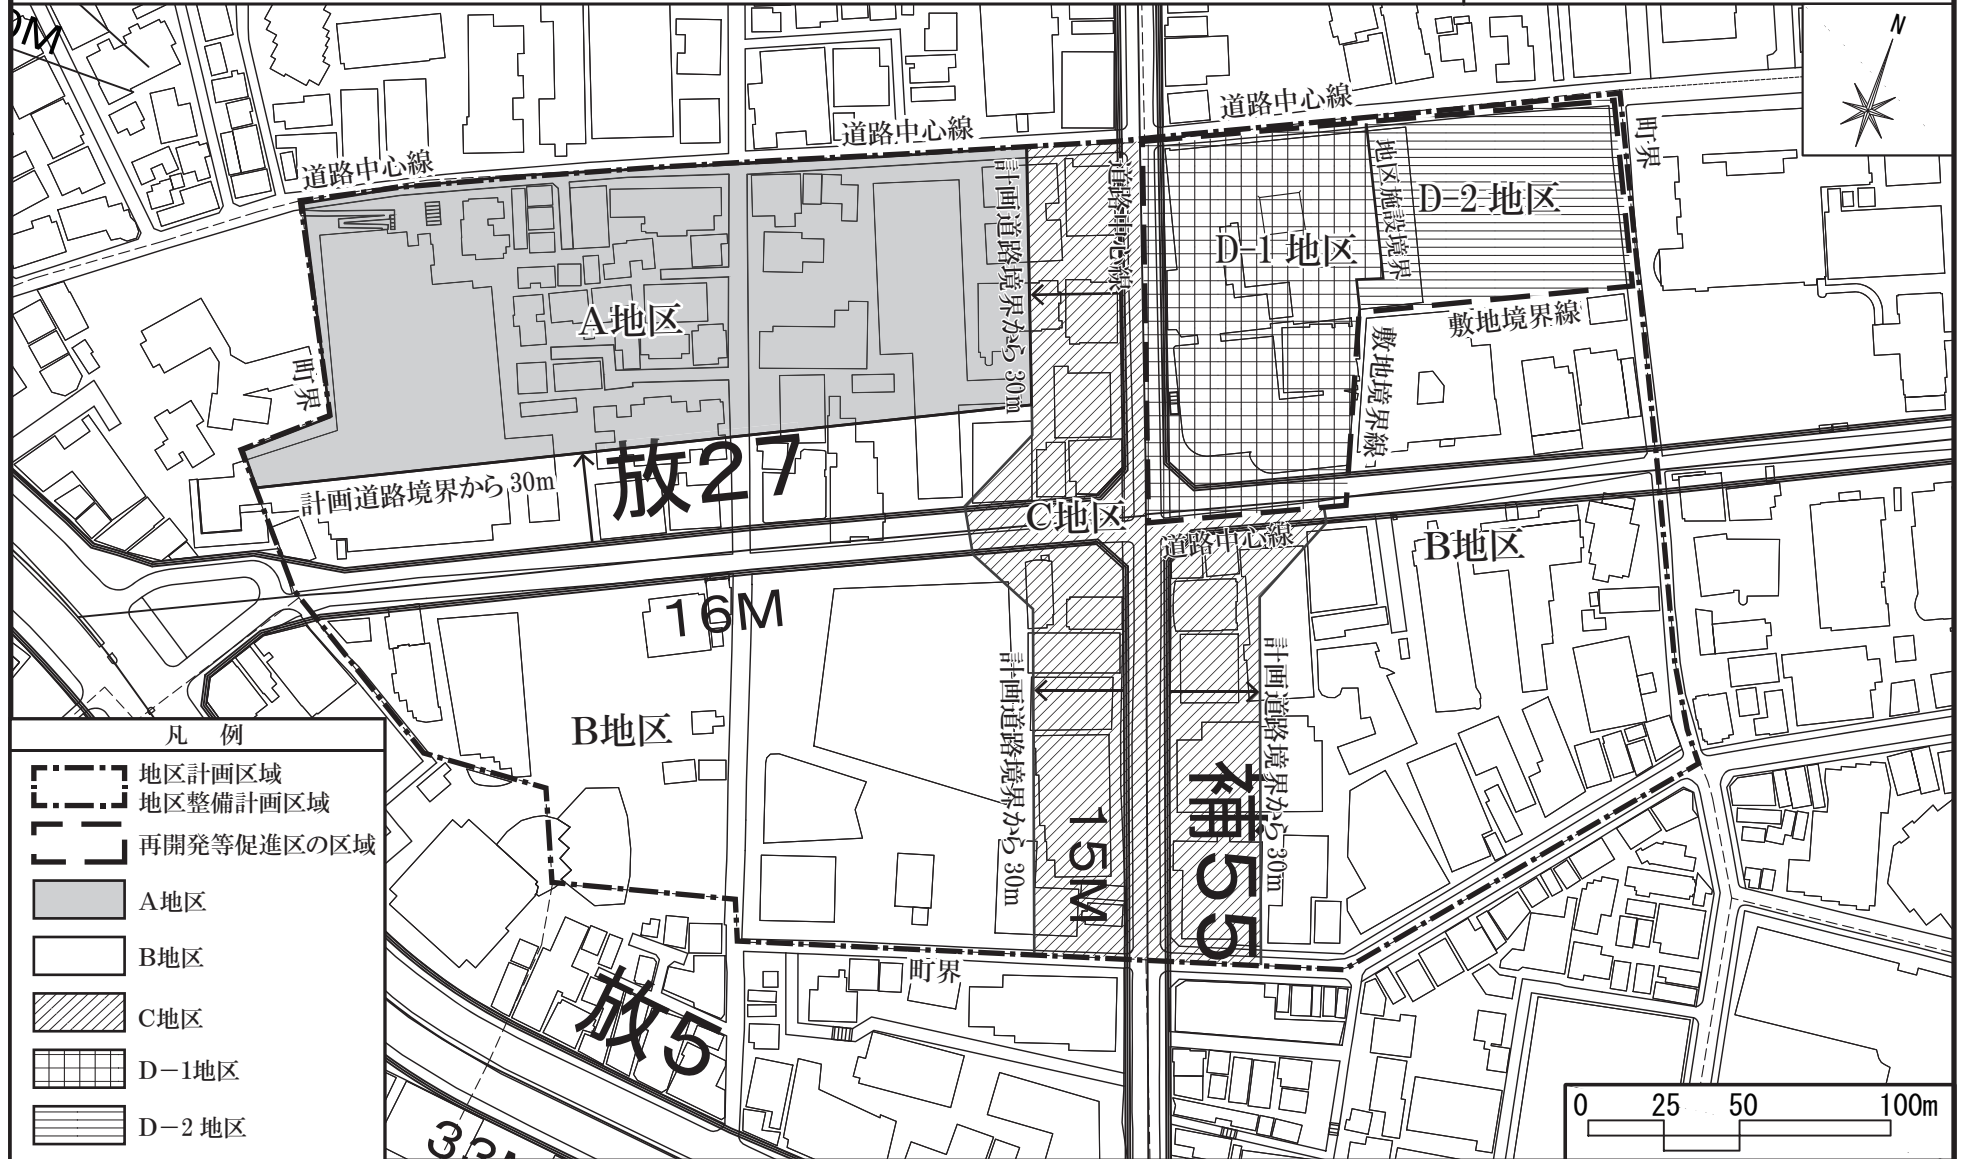 N
道路中心線
道路中心線
道路中心線
町界
計画道路境界から 30m
道路中心線
地区施設境界
D-2 地区
D-1 地区
A地区
敷地境界線
敷地境界線
町界
放27
計画道路境界から 30m
C地区
道路中心線
B地区
16M
B地区
計画道路境界から 30m
計画道路境界から 30m
15M
補55
町界
放5
凡 例
地区計画区域
地区整備計画区域
再開発等促進区の区域
A地区
B地区
C地区
D-1地区
D-2 地区
0 25 50 100m